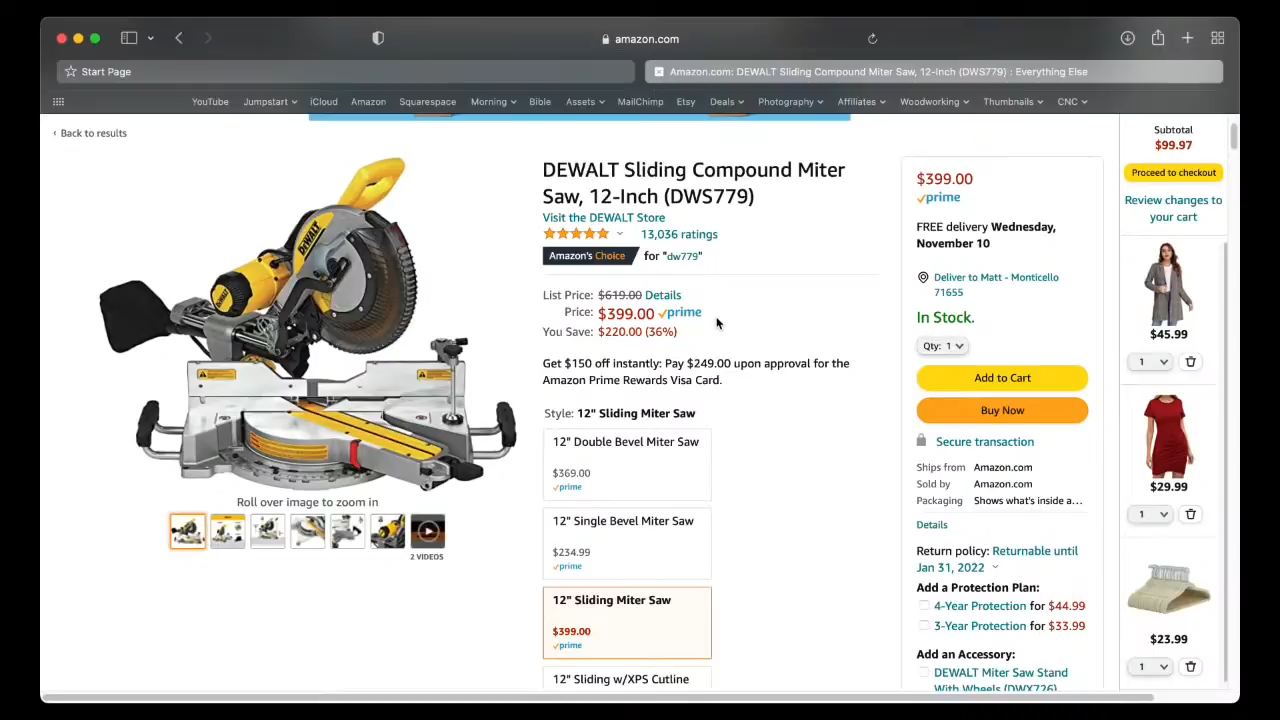 amazon.com
Start Page
Amazon.com: DEWALT Sliding Compound Miter Saw, 12-Inch (DWS779) : Everything Else
YouTube Jumpstart iCloud Amazon Squarespace Morning Bible Assets MailChimp Etsy Deals Photography Affiliates Woodworking Thumbnails CNC
‹ Back to results
DEWALT
Roll over image to zoom in
2 VIDEOS
DEWALT Sliding Compound Miter
Saw, 12-Inch (DWS779)
Visit the DEWALT Store
13,036 ratings
Amazon's Choice for "dw779"
List Price: $619.00 Details
Price: $399.00 prime
You Save: $220.00 (36%)
Get $150 off instantly: Pay $249.00 upon approval for the
Amazon Prime Rewards Visa Card.
Style: 12" Sliding Miter Saw
12" Double Bevel Miter Saw
$369.00
prime
12" Single Bevel Miter Saw
$234.99
prime
12" Sliding Miter Saw
$399.00
prime
12" Sliding w/XPS Cutline
$399.00
prime
FREE delivery Wednesday,
November 10
Deliver to Matt - Monticello
71655
In Stock.
Qty: 1
Add to Cart
Buy Now
Secure transaction
Ships from Amazon.com
Sold by Amazon.com
Packaging Shows what's inside a…
Details
Return policy: Returnable until
Jan 31, 2022
Add a Protection Plan:
4-Year Protection for $44.99
3-Year Protection for $33.99
Add an Accessory:
DEWALT Miter Saw Stand
With Wheels (DWX726)
Subtotal
$99.97
Proceed to checkout
Review changes to
your cart
$45.99
1
$29.99
1
$23.99
1